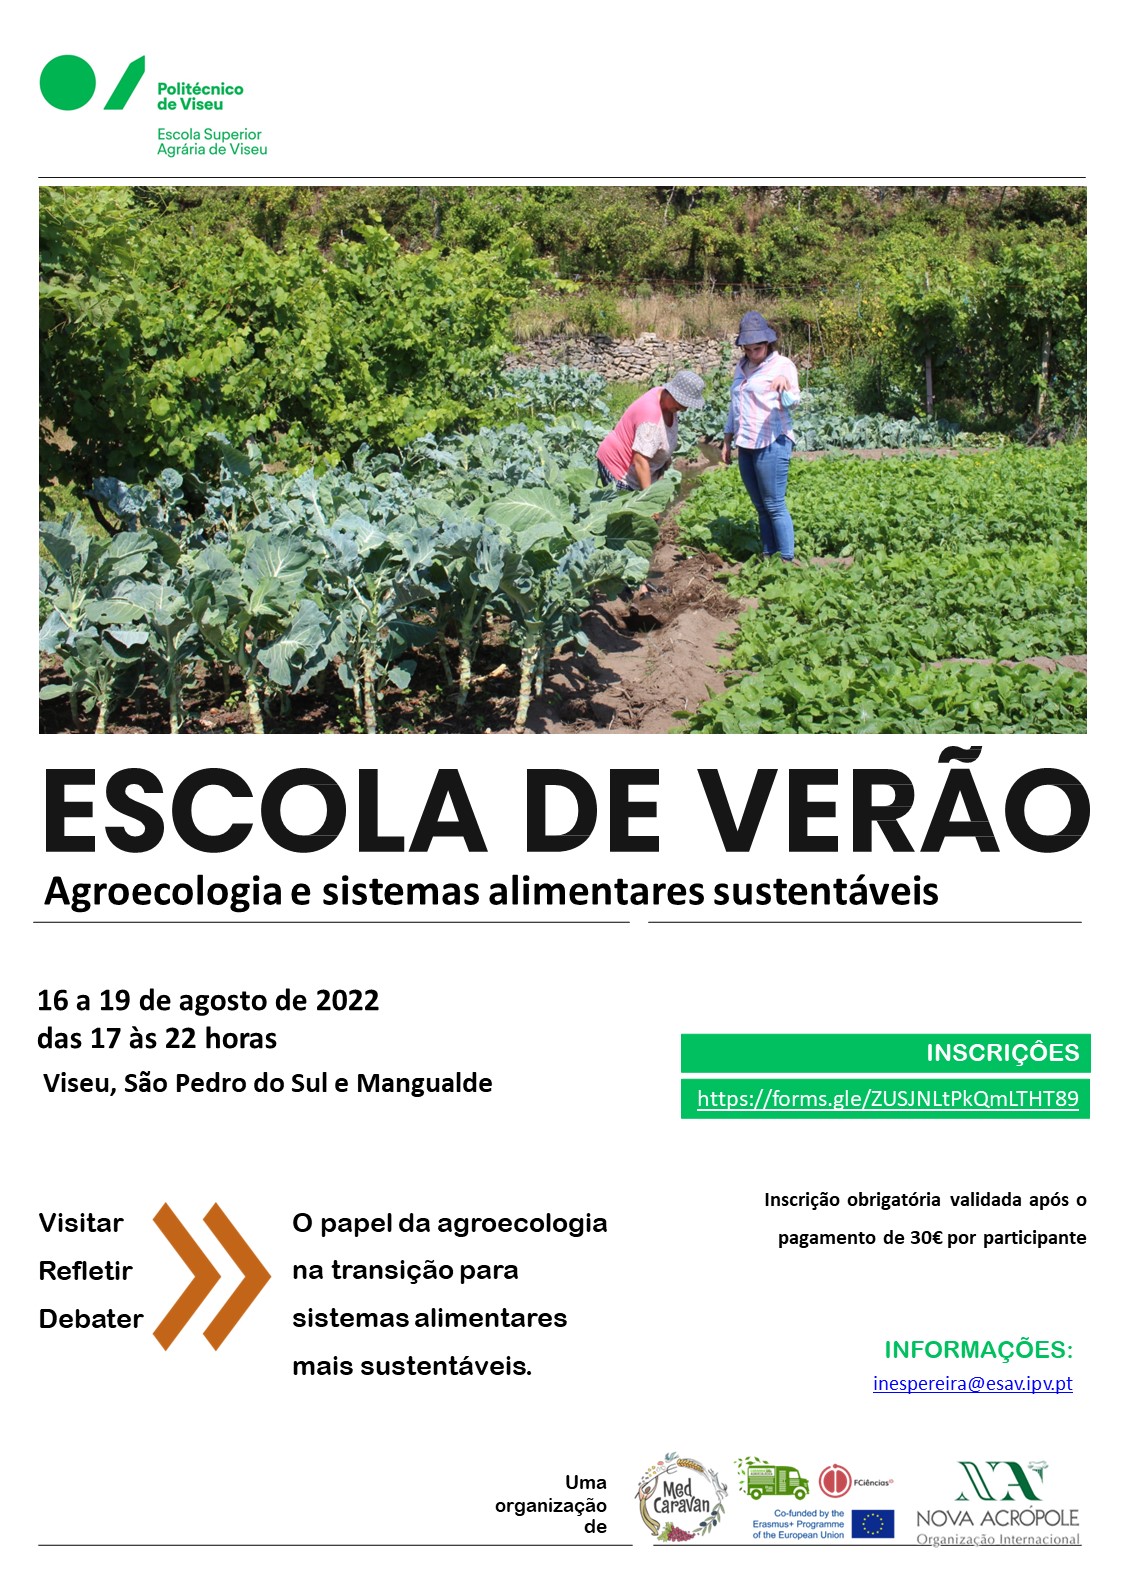 Politécnico
de Viseu
Escola Superior
Agrária de Viseu
ESCOLA DE VERÃO
Agroecologia e sistemas alimentares sustentáveis
16 a 19 de agosto de 2022
das 17 às 22 horas
Viseu, São Pedro do Sul e Mangualde
INSCRIÇÕES
https://forms.gle/ZUSJNLtPkQmLTHT89
Inscrição obrigatória validada após o
pagamento de 30€ por participante
Visitar
Refletir
Debater
O papel da agroecologia
na transição para
sistemas alimentares
mais sustentáveis.
INFORMAÇÕES:
inespereira@esav.ipv.pt
Uma
organização
de
Med
Caravan
FCiências
Co-funded by the
Erasmus+ Programme
of the European Union
NOVA ACRÓPOLE
Organização Internacional